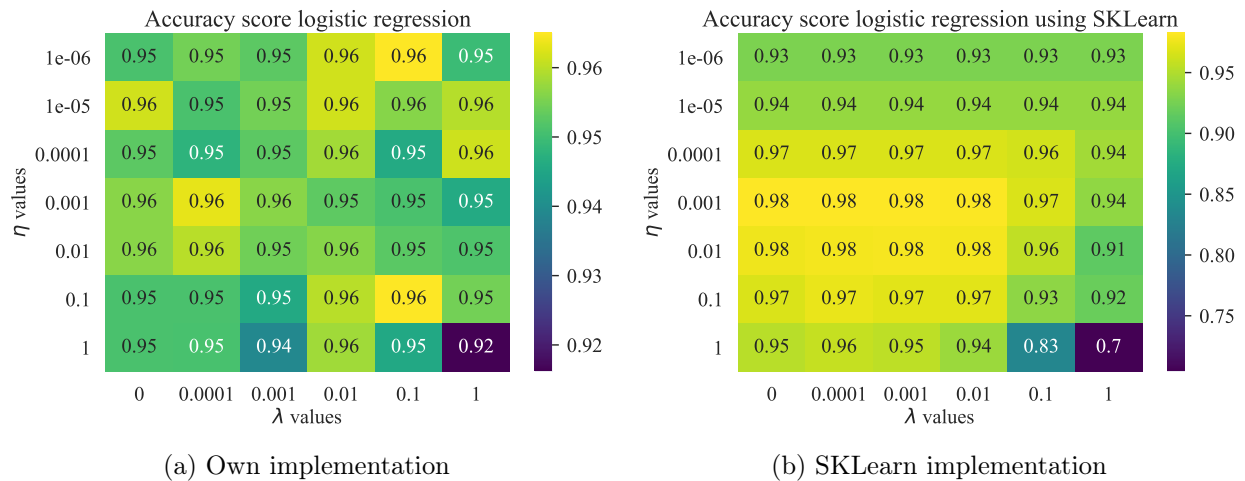 Accuracy score logistic regression
1e-06 0.95 0.95 0.95 0.96 0.96 0.95
1e-05 0.96 0.95 0.95 0.96 0.96 0.96
0.0001 0.95 0.95 0.95 0.96 0.95 0.96
0.001 0.96 0.96 0.96 0.95 0.95 0.95
0.01 0.96 0.96 0.95 0.96 0.95 0.95
0.1 0.95 0.95 0.95 0.96 0.96 0.95
1 0.95 0.95 0.94 0.96 0.95 0.92
0 0.0001 0.001 0.01 0.1 1
λ values
η values
0.96
0.95
0.94
0.93
0.92
(a) Own implementation
Accuracy score logistic regression using SKLearn
1e-06 0.93 0.93 0.93 0.93 0.93 0.93
1e-05 0.94 0.94 0.94 0.94 0.94 0.94
0.0001 0.97 0.97 0.97 0.97 0.96 0.94
0.001 0.98 0.98 0.98 0.98 0.97 0.94
0.01 0.98 0.98 0.98 0.98 0.96 0.91
0.1 0.97 0.97 0.97 0.97 0.93 0.92
1 0.95 0.96 0.95 0.94 0.83 0.7
0 0.0001 0.001 0.01 0.1 1
λ values
η values
0.95
0.90
0.85
0.80
0.75
(b) SKLearn implementation